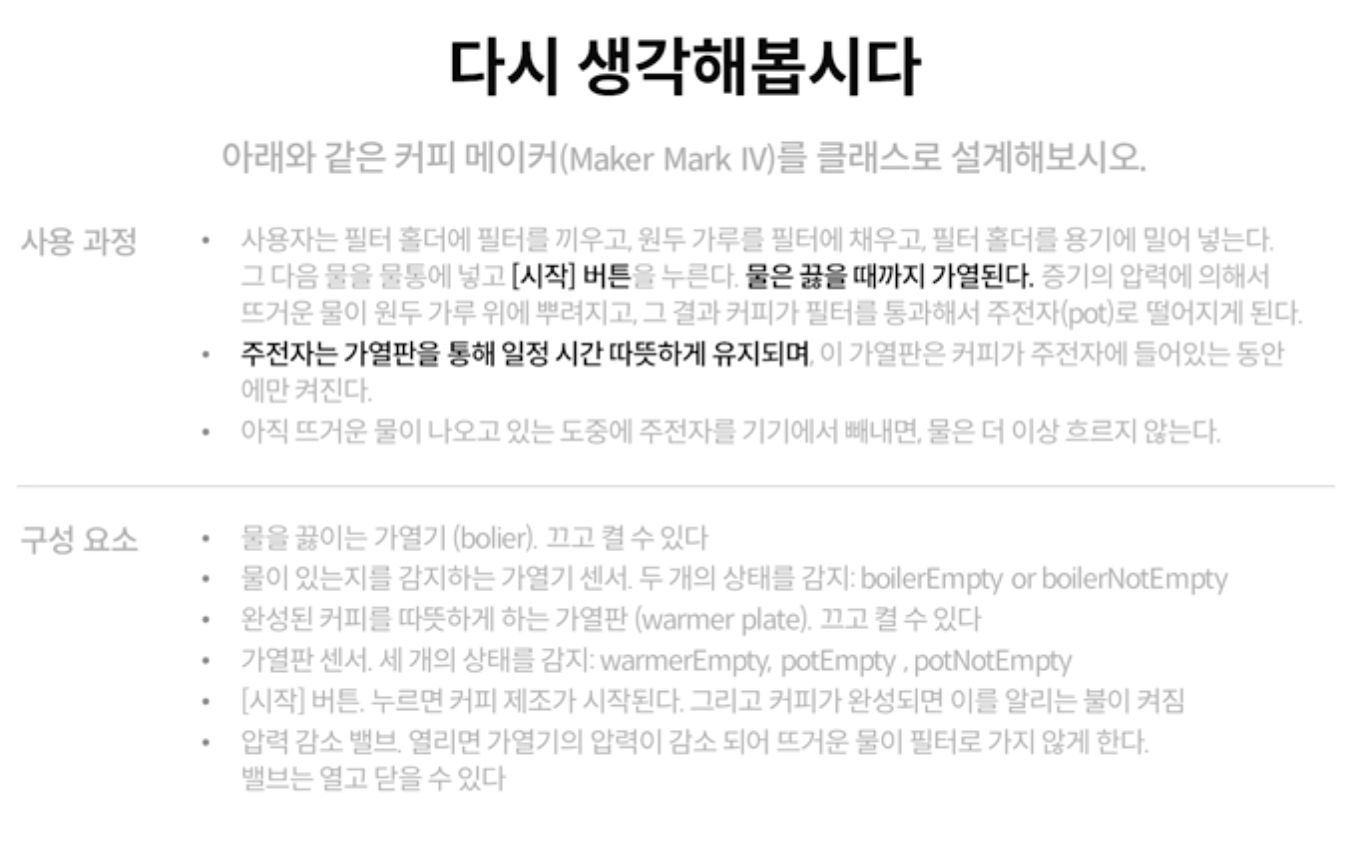 다시 생각해봅시다
아래와 같은 커피 메이커(Maker Mark IV)를 클래스로 설계해보시오.
사용 과정
• 사용자는 필터 홀더에 필터를 끼우고, 원두 가루를 필터에 채우고, 필터 홀더를 용기에 밀어 넣는다.
그 다음 물을 물통에 넣고 [시작] 버튼을 누른다. 물은 끓을 때까지 가열된다. 증기의 압력에 의해서
뜨거운 물이 원두 가루 위에 뿌려지고, 그 결과 커피가 필터를 통과해서 주전자(pot)로 떨어지게 된다.
• 주전자는 가열판을 통해 일정 시간 따뜻하게 유지되며, 이 가열판은 커피가 주전자에 들어있는 동안
에만 켜진다.
• 아직 뜨거운 물이 나오고 있는 도중에 주전자를 기기에서 빼내면, 물은 더 이상 흐르지 않는다.
구성 요소
• 물을 끓이는 가열기 (bolier). 끄고 켤 수 있다
• 물이 있는지를 감지하는 가열기 센서. 두 개의 상태를 감지: boilerEmpty or boilerNotEmpty
• 완성된 커피를 따뜻하게 하는 가열판 (warmer plate). 끄고 켤 수 있다
• 가열판 센서. 세 개의 상태를 감지: warmerEmpty, potEmpty , potNotEmpty
• [시작] 버튼. 누르면 커피 제조가 시작된다. 그리고 커피가 완성되면 이를 알리는 불이 켜짐
• 압력 감소 밸브. 열리면 가열기의 압력이 감소 되어 뜨거운 물이 필터로 가지 않게 한다.
밸브는 열고 닫을 수 있다